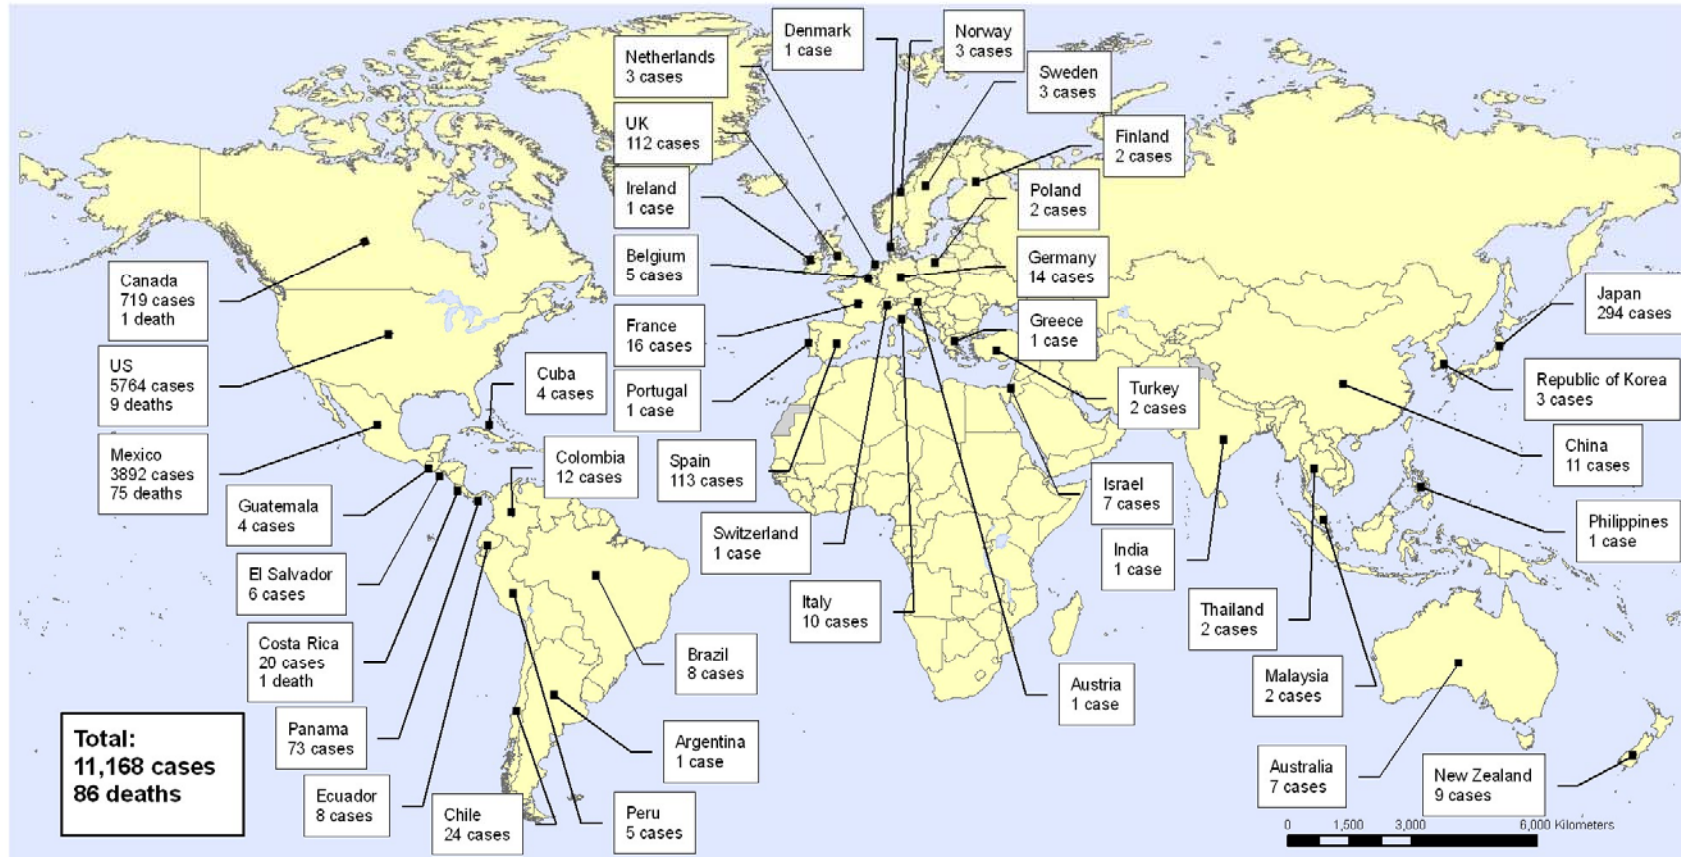 Denmark
1 case
Norway
3 cases
Netherlands
3 cases
Sweden
3 cases
UK
112 cases
Finland
2 cases
Ireland
1 case
Poland
2 cases
Belgium
5 cases
Germany
14 cases
Canada
719 cases
1 death
Japan
294 cases
France
16 cases
Greece
1 case
US
5764 cases
9 deaths
Cuba
4 cases
Portugal
1 case
Turkey
2 cases
Republic of Korea
3 cases
Mexico
3892 cases
75 deaths
Colombia
12 cases
Spain
113 cases
Israel
7 cases
China
11 cases
Guatemala
4 cases
Switzerland
1 case
India
1 case
Philippines
1 case
El Salvador
6 cases
Italy
10 cases
Thailand
2 cases
Costa Rica
20 cases
1 death
Brazil
8 cases
Austria
1 case
Malaysia
2 cases
Total:
11,168 cases
86 deaths
Panama
73 cases
Argentina
1 case
Australia
7 cases
New Zealand
9 cases
Ecuador
8 cases
Chile
24 cases
Peru
5 cases
0 1,500 3,000 6,000 Kilometers